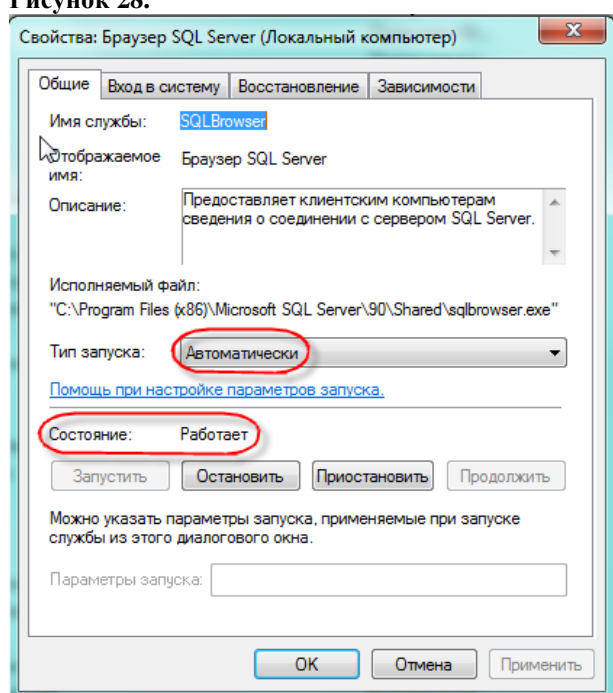 Рисунок 28.
Свойства: Браузер SQL Server (Локальный компьютер)
Общие Вход в систему Восстановление Зависимости
Имя службы: SQLBrowser
Отображаемое имя: Браузер SQL Server
Описание: Предоставляет клиентским компьютерам
сведения о соединении с сервером SQL Server.
Исполняемый файл:
"C:\Program Files (x86)\Microsoft SQL Server\90\Shared\sqlbrowser.exe"
Тип запуска: Автоматически
Помощь при настройке параметров запуска.
Состояние: Работает
Запустить Остановить Приостановить Продолжить
Можно указать параметры запуска, применяемые при запуске
службы из этого диалогового окна.
Параметры запуска:
OK Отмена Применить